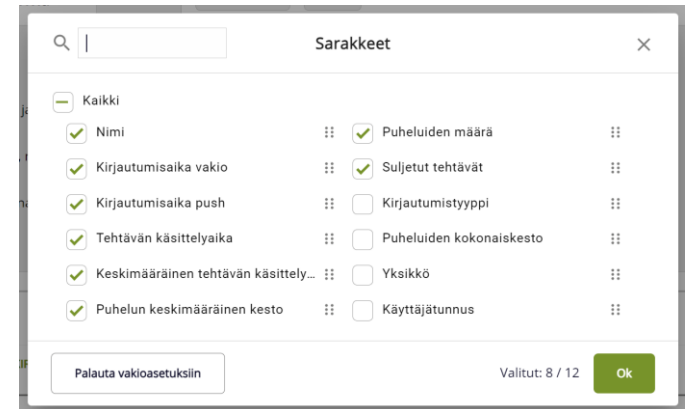 Sarakkeet
Kaikki
Nimi
Kirjautumisaika vakio
Kirjautumisaika push
Tehtävän käsittelyaika
Keskimääräinen tehtävän käsittely...
Puhelun keskimääräinen kesto
Puheluiden määrä
Suljetut tehtävät
Kirjautumistyyppi
Puheluiden kokonaiskesto
Yksikkö
Käyttäjätunnus
Palauta vakioasetuksiin
Valitut: 8 / 12
Ok